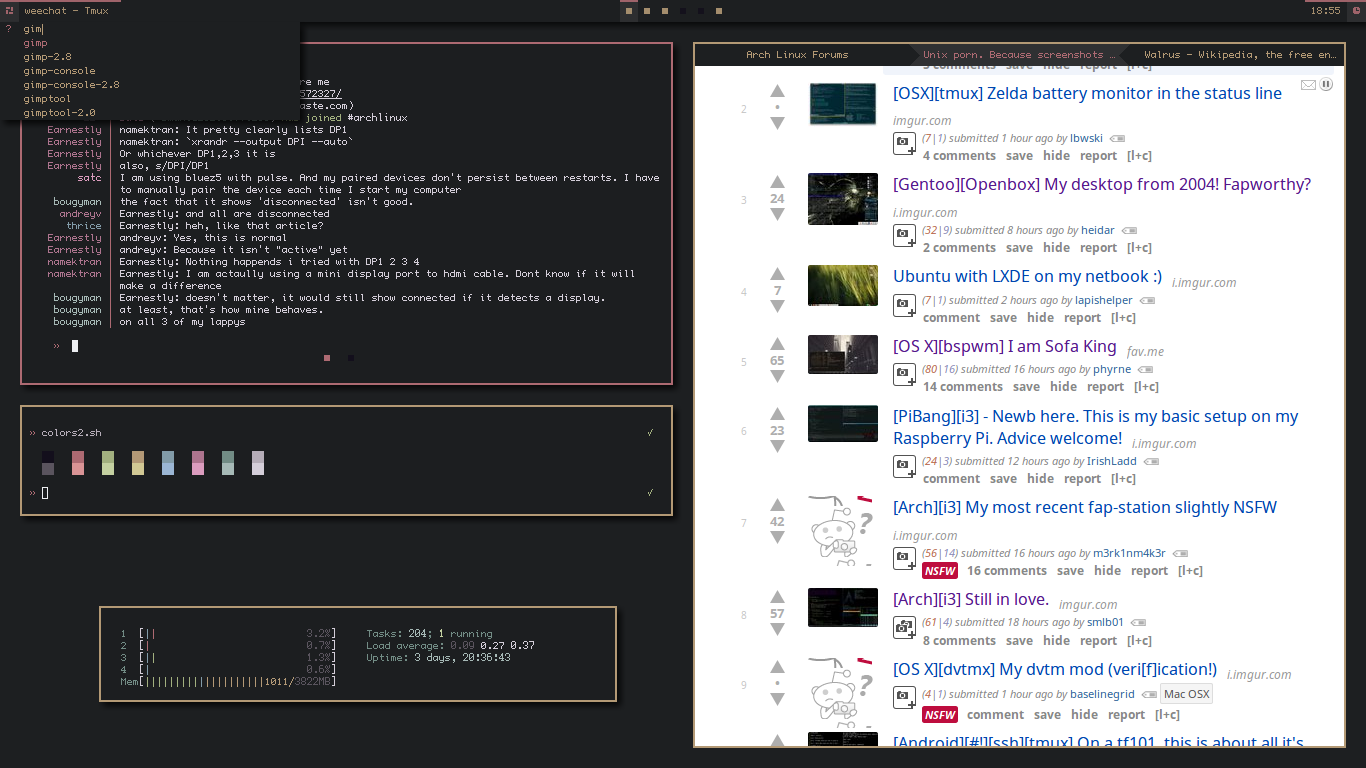 weechat - Tmux
18:55
? gim
gimp
gimp-2.8
gimp-console
gimp-console-2.8
gimptool
gimptool-2.0
re me
572327/
aste.com)
joined #archlinux
Earnestly namektran: It pretty clearly lists DP1
Earnestly namektran: `xrandr --output DPI --auto`
Earnestly Or whichever DP1,2,3 it is
Earnestly also, s/DPI/DP1
satc I am using bluez5 with pulse. And my paired devices don't persist between restarts. I have
to manually pair the device each time I start my computer
bougyman the fact that it shows 'disconnected' isn't good.
andreyv Earnestly: and all are disconnected
thrice Earnestly: heh, like that article?
Earnestly andreyv: Yes, this is normal
Earnestly andreyv: Because it isn't "active" yet
namektran Earnestly: Nothing happends i tried with DP1 2 3 4
namektran Earnestly: I am actaully using a mini display port to hdmi cable. Dont know if it will
make a difference
bougyman Earnestly: doesn't matter, it would still show connected if it detects a display.
bougyman at least, that's how mine behaves.
bougyman on all 3 of my lappys
»
» colors2.sh ✓
» ✓
1 [|| 3.2%]
2 [| 0.7%]
3 [|| 1.3%]
4 [| 0.6%]
Mem[||||||||||||||||||||1011/3822MB]
Tasks: 204; 1 running
Load average: 0.09 0.27 0.37
Uptime: 3 days, 20:36:43
Arch Linux Forums
Unix porn. Because screenshots …
Walrus - Wikipedia, the free en…
comments save hide report [l+c]
2 • [OSX][tmux] Zelda battery monitor in the status line
imgur.com
(7|1) submitted 1 hour ago by lbwski
4 comments save hide report [l+c]
3 24 [Gentoo][Openbox] My desktop from 2004! Fapworthy?
i.imgur.com
(32|9) submitted 8 hours ago by heidar
2 comments save hide report [l+c]
4 7 Ubuntu with LXDE on my netbook :) i.imgur.com
(7|1) submitted 2 hours ago by lapishelper
comment save hide report [l+c]
5 65 [OS X][bspwm] I am Sofa King fav.me
(80|16) submitted 16 hours ago by phyrne
14 comments save hide report [l+c]
6 23 [PiBang][i3] - Newb here. This is my basic setup on my
Raspberry Pi. Advice welcome! i.imgur.com
(24|3) submitted 12 hours ago by IrishLadd
comment save hide report [l+c]
7 42 [Arch][i3] My most recent fap-station slightly NSFW
i.imgur.com
(56|14) submitted 16 hours ago by m3rk1nm4k3r
NSFW 16 comments save hide report [l+c]
8 57 [Arch][i3] Still in love. imgur.com
(61|4) submitted 18 hours ago by smlb01
8 comments save hide report [l+c]
9 • [OS X][dvtmx] My dvtm mod (veri[f]ication!) i.imgur.com
(4|1) submitted 1 hour ago by baselinegrid Mac OSX
NSFW comment save hide report [l+c]
[Android][#!][ssh][tmux] On a tf101, this is about all it's